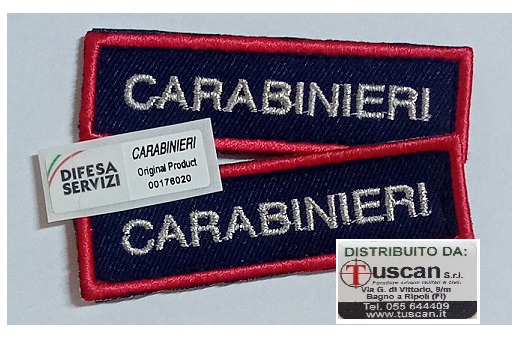 CARABINIERI
DIFESA
SERVIZI
CARABINIERI
Original Product
00176020
CARABINIERI
DISTRIBUITO DA:
Tuscan S.r.l.
Via G. di Vittorio, 9/m
Bagno a Ripoli (FI)
Tel. 055 644409
www.tuscan.it